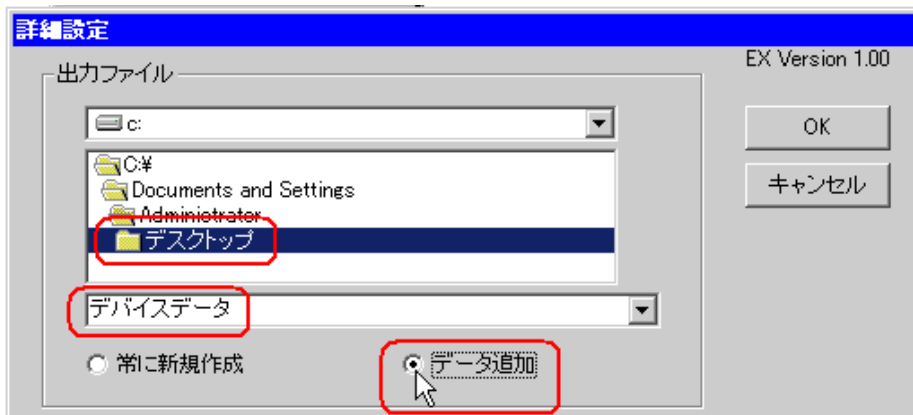 詳細設定
EX Version 1.00
出力ファイル
c:
OK
C:¥
Documents and Settings
キャンセル
Administrator
デスクトップ
デバイスデータ
常に新規作成
データ追加